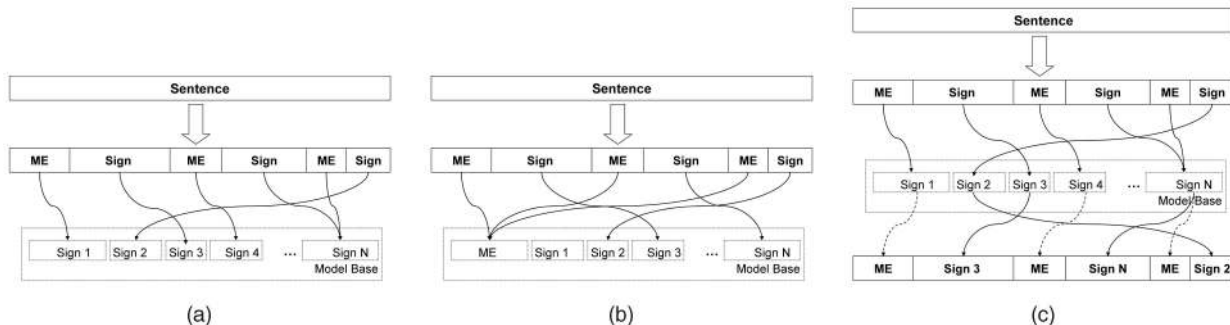 Sentence
ME Sign ME Sign ME Sign
Sign 1 Sign 2 Sign 3 Sign 4 ... Sign N
Model Base
(a)
Sentence
ME Sign ME Sign ME Sign
ME Sign 1 Sign 2 Sign 3 ... Sign N
Model Base
(b)
Sentence
ME Sign ME Sign ME Sign
Sign 1 Sign 2 Sign 3 Sign 4 ... Sign N
Model Base
ME Sign 3 ME Sign N ME Sign 2
(c)